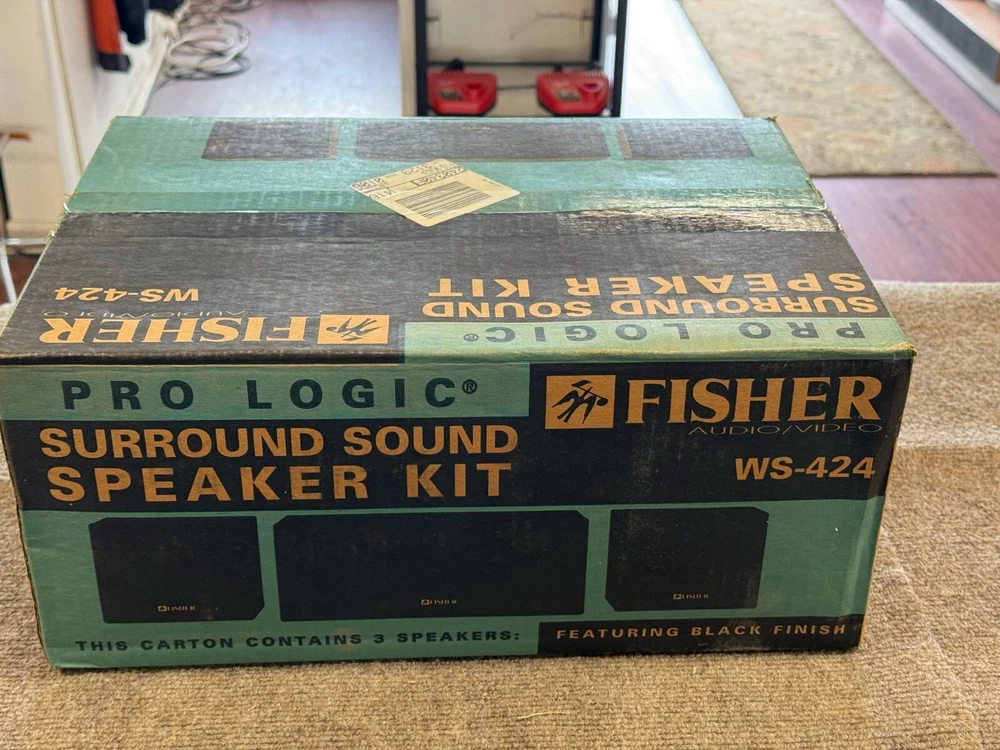 WS-424
FISHER
AUDIO/VIDEO
SURROUND SOUND
SPEAKER KIT
PRO LOGIC®
PRO LOGIC®
SURROUND SOUND
SPEAKER KIT
FISHER
AUDIO/VIDEO
WS-424
FISHER
FISHER
FISHER
THIS CARTON CONTAINS 3 SPEAKERS:
FEATURING BLACK FINISH